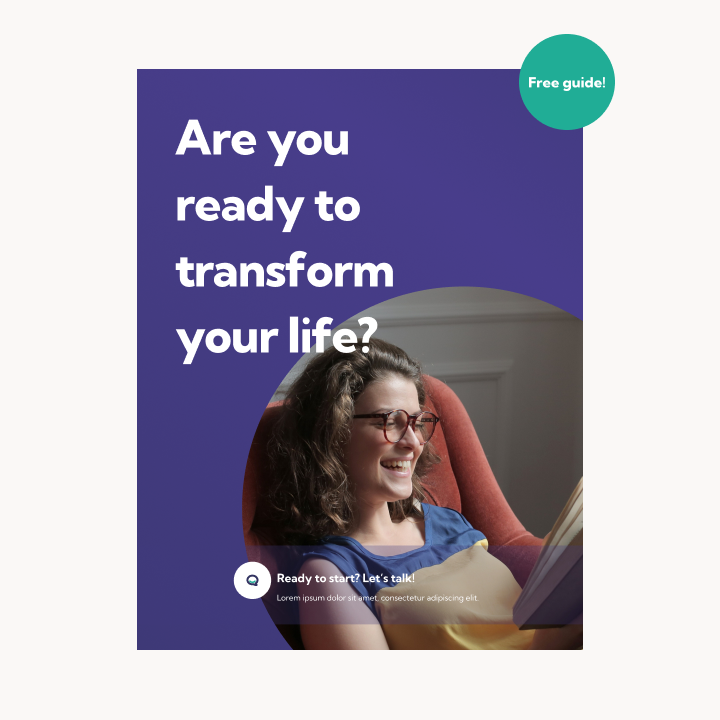 Free guide!
Are you
ready to
transform
your life?
Ready to start? Let's talk!
Lorem ipsum dolor sit amet, consectetur adipiscing elit.